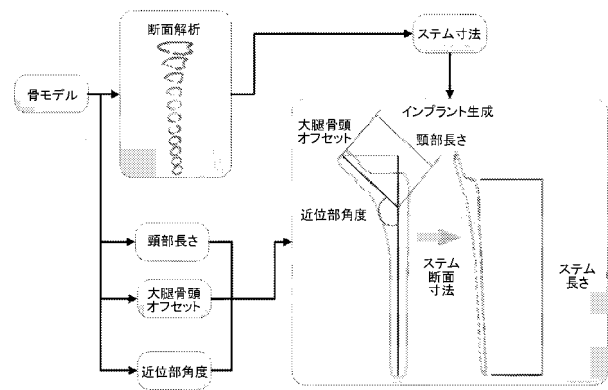 断面解析
ステム寸法
骨モデル
インプラント生成
大腿骨頭
オフセット
頸部長さ
近位部角度
ステム
断面
寸法
ステム
長さ
頸部長さ
大腿骨頭
オフセット
近位部角度